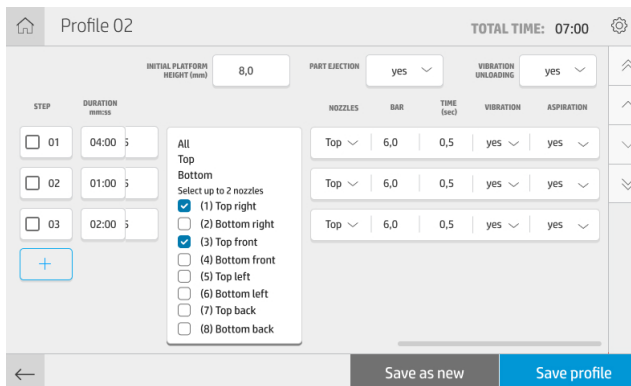 Profile 02
TOTAL TIME: 07:00
INITIAL PLATFORM
HEIGHT (mm)
8,0
PART EJECTION
yes
VIBRATION
UNLOADING
yes
STEP
DURATION
mm:ss
NOZZLES
BAR
TIME
(sec)
VIBRATION
ASPIRATION
01 04:00
Top 6,0 0,5 yes yes
02 01:00
Top 6,0 0,5 yes yes
03 02:00
Top 6,0 0,5 yes yes
+
All
Top
Bottom
Select up to 2 nozzles
(1) Top right
(2) Bottom right
(3) Top front
(4) Bottom front
(5) Top left
(6) Bottom left
(7) Top back
(8) Bottom back
Save as new
Save profile